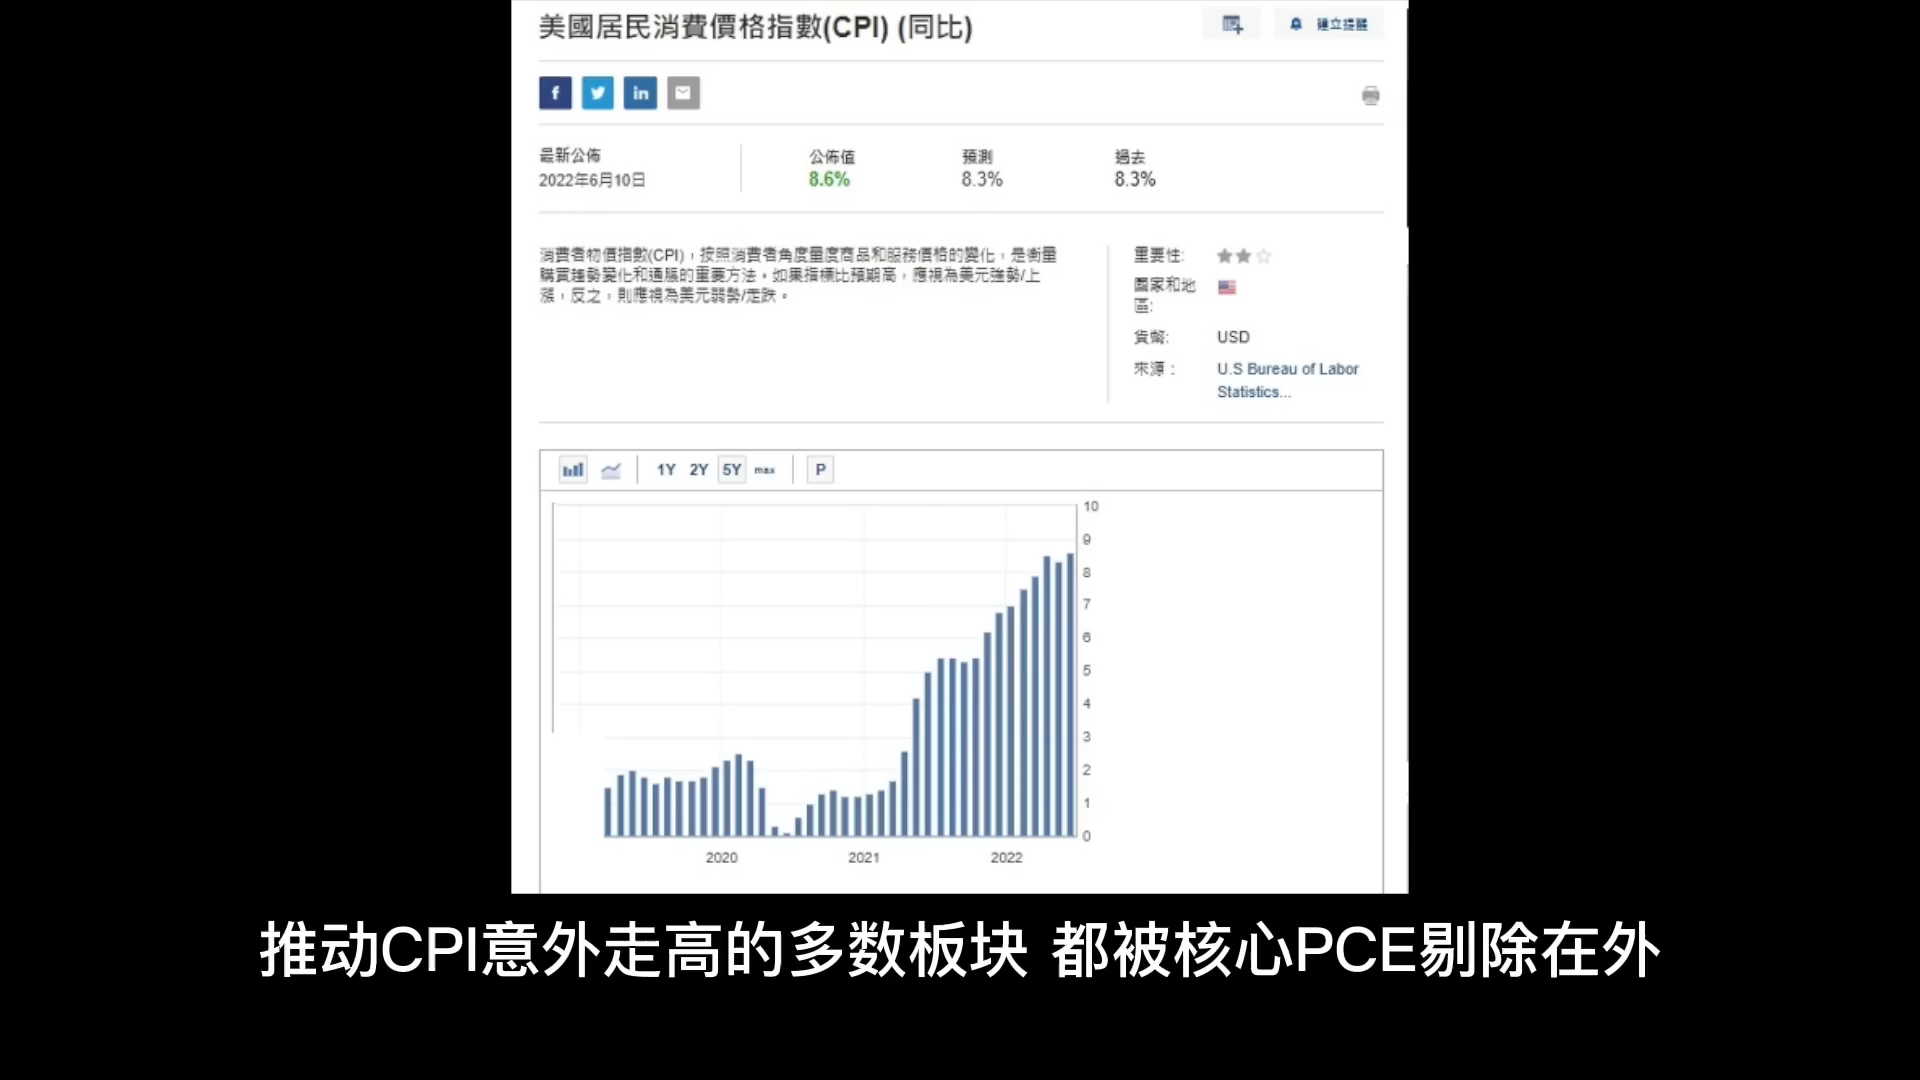 美國居民消費價格指數(CPI) (同比)
建立提醒
f
in
最新公佈
2022年6月10日
公佈值
8.6%
預測
8.3%
過去
8.3%
消費者物價指數(CPI)，按照消費者角度量度商品和服務價格的變化，是衡量
購買趨勢變化和通脹的重要方法。如果指標比預期高，應視為美元強勢/上
漲，反之，則應視為美元弱勢/走跌。
重要性:
國家和地
區:
貨幣:
USD
來源：
U.S Bureau of Labor
Statistics...
1Y 2Y 5Y max P
10
9
8
7
6
5
4
3
2
1
0
2020 2021 2022
推动CPI意外走高的多数板块 都被核心PCE剔除在外